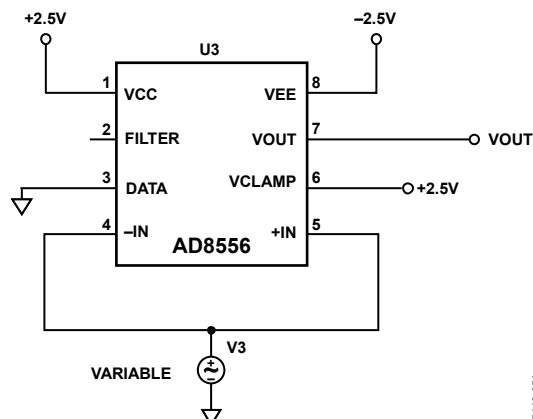 +2.5V
–2.5V
U3
1
VCC
VEE
8
2
FILTER
VOUT
7
VOUT
3
DATA
VCLAMP
6
+2.5V
4
–IN
+IN
5
AD8556
V3
VARIABLE